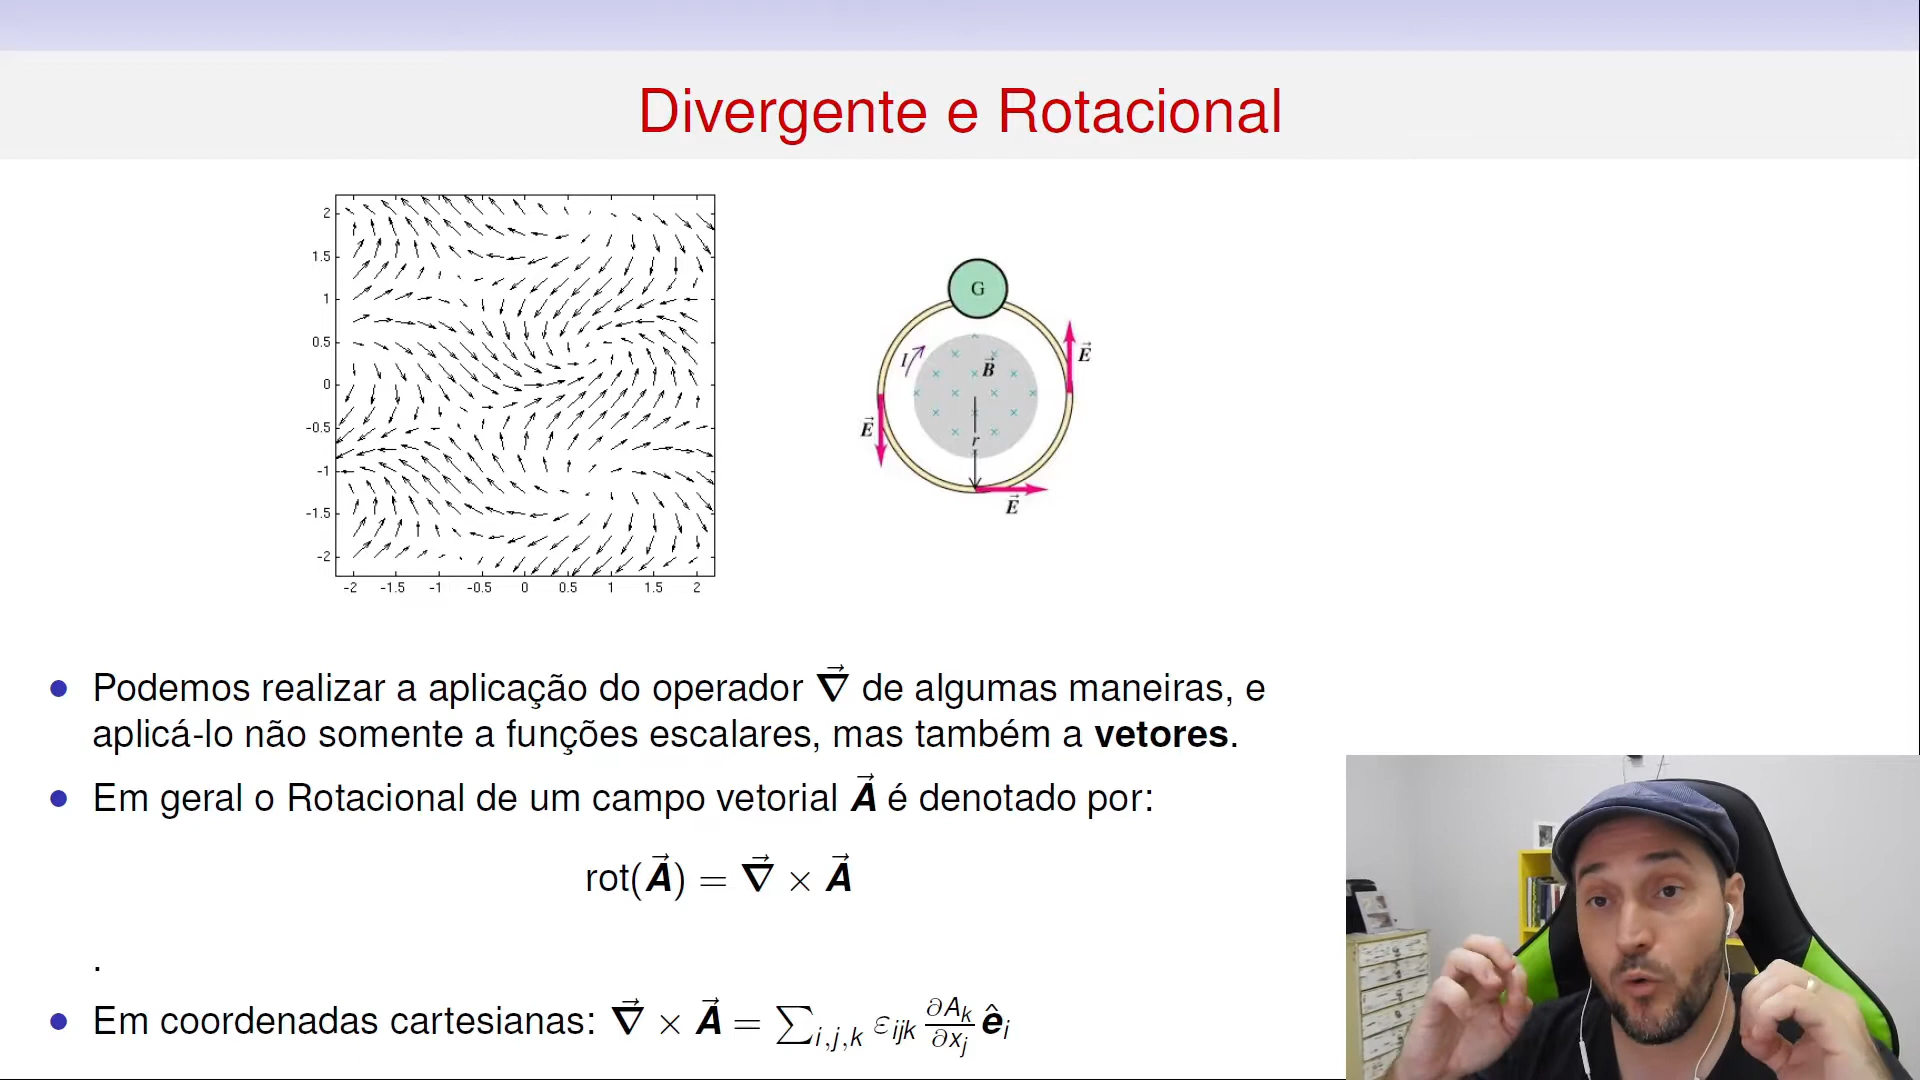 Divergente e Rotacional
2
1.5
1
0.5
0
-0.5
-1
-1.5
-2
-2 -1.5 -1 -0.5 0 0.5 1 1.5 2
G
I
B⃗
E⃗
E⃗
r
E⃗
• Podemos realizar a aplicação do operador ∇⃗ de algumas maneiras, e
aplicá-lo não somente a funções escalares, mas também a vetores.
• Em geral o Rotacional de um campo vetorial A⃗ é denotado por:
rot(A⃗) = ∇⃗ × A⃗
.
• Em coordenadas cartesianas: ∇⃗ × A⃗ = ∑i,j,k εijk ∂Ak/∂xj êi